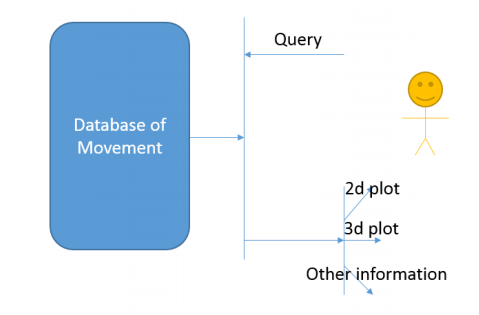 Query
Database of
Movement
2d plot
3d plot
Other information